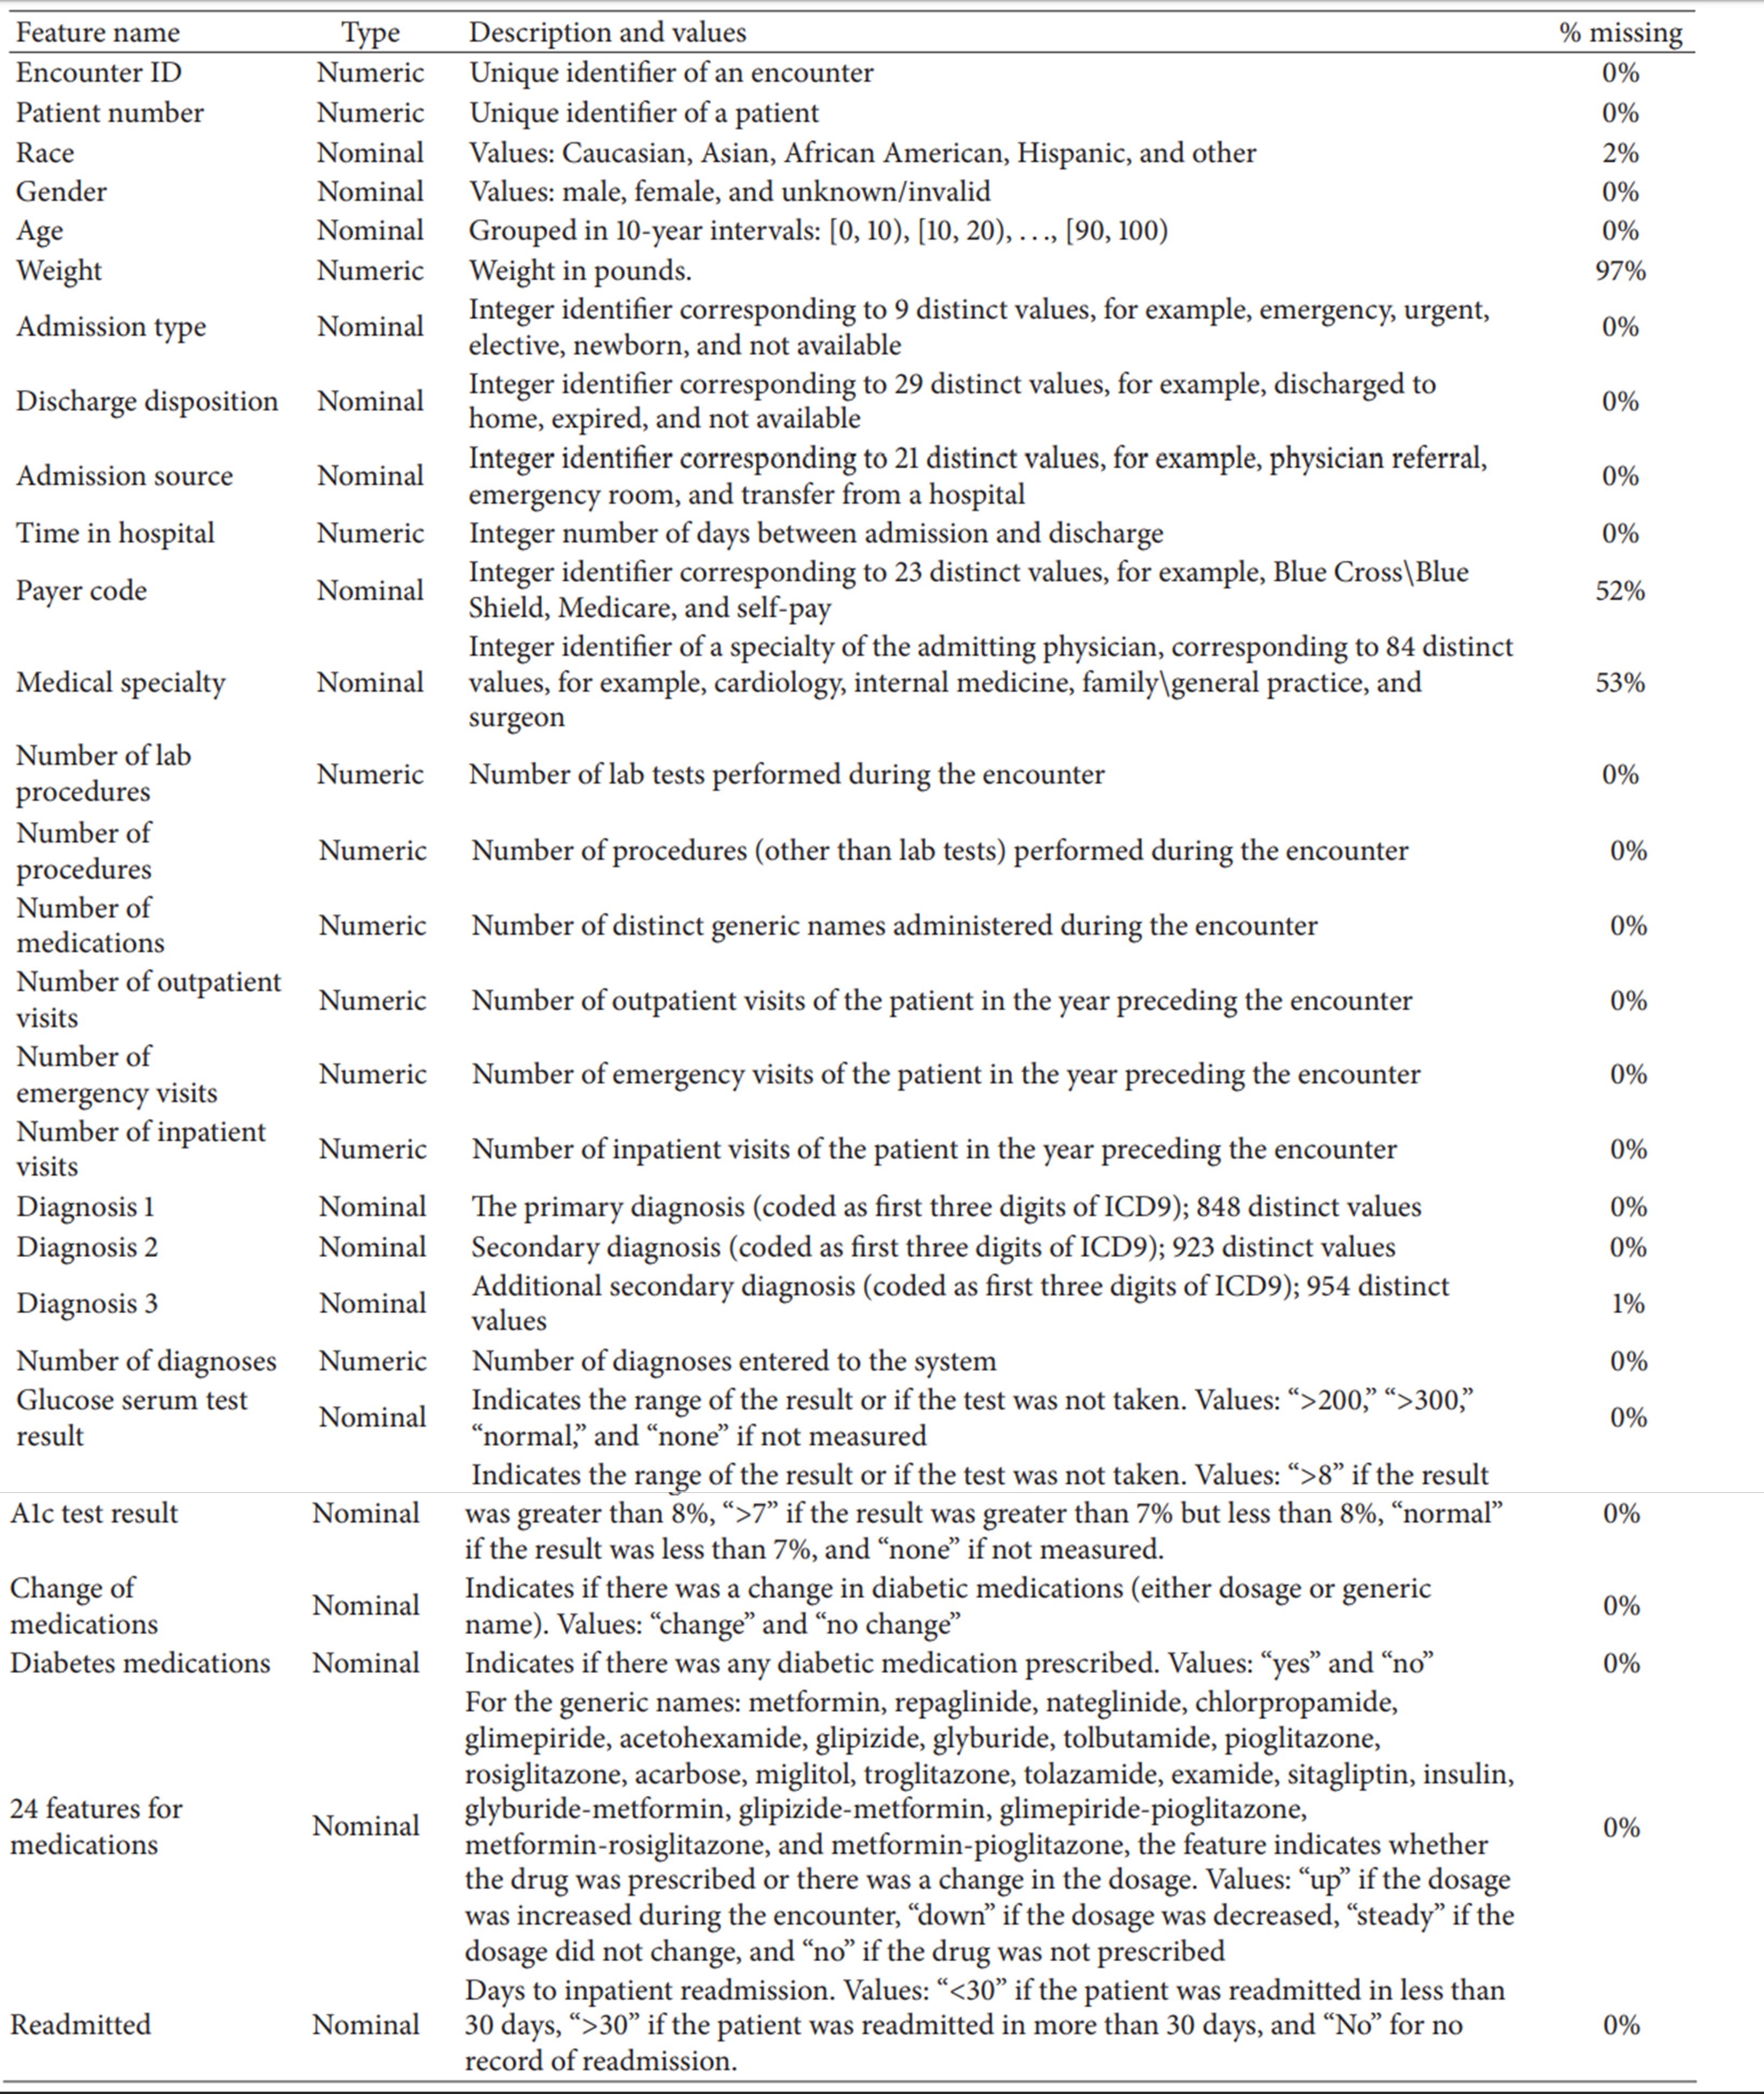 Feature name Type Description and values % missing
Encounter ID Numeric Unique identifier of an encounter 0%
Patient number Numeric Unique identifier of a patient 0%
Race Nominal Values: Caucasian, Asian, African American, Hispanic, and other 2%
Gender Nominal Values: male, female, and unknown/invalid 0%
Age Nominal Grouped in 10-year intervals: [0, 10), [10, 20), . . ., [90, 100) 0%
Weight Numeric Weight in pounds. 97%
Admission type Nominal Integer identifier corresponding to 9 distinct values, for example, emergency, urgent,
elective, newborn, and not available 0%
Discharge disposition Nominal Integer identifier corresponding to 29 distinct values, for example, discharged to
home, expired, and not available 0%
Admission source Nominal Integer identifier corresponding to 21 distinct values, for example, physician referral,
emergency room, and transfer from a hospital 0%
Time in hospital Numeric Integer number of days between admission and discharge 0%
Payer code Nominal Integer identifier corresponding to 23 distinct values, for example, Blue Cross\Blue
Shield, Medicare, and self-pay 52%
Integer identifier of a specialty of the admitting physician, corresponding to 84 distinct
Medical specialty Nominal values, for example, cardiology, internal medicine, family\general practice, and 53%
surgeon
Number of lab
procedures Numeric Number of lab tests performed during the encounter 0%
Number of
procedures Numeric Number of procedures (other than lab tests) performed during the encounter 0%
Number of
medications Numeric Number of distinct generic names administered during the encounter 0%
Number of outpatient
visits Numeric Number of outpatient visits of the patient in the year preceding the encounter 0%
Number of
emergency visits Numeric Number of emergency visits of the patient in the year preceding the encounter 0%
Number of inpatient
visits Numeric Number of inpatient visits of the patient in the year preceding the encounter 0%
Diagnosis 1 Nominal The primary diagnosis (coded as first three digits of ICD9); 848 distinct values 0%
Diagnosis 2 Nominal Secondary diagnosis (coded as first three digits of ICD9); 923 distinct values 0%
Diagnosis 3 Nominal Additional secondary diagnosis (coded as first three digits of ICD9); 954 distinct
values 1%
Number of diagnoses Numeric Number of diagnoses entered to the system 0%
Glucose serum test Nominal Indicates the range of the result or if the test was not taken. Values: “>200,” “>300,”
result “normal,” and “none” if not measured 0%
Indicates the range of the result or if the test was not taken. Values: “>8” if the result
A1c test result Nominal was greater than 8%, “>7” if the result was greater than 7% but less than 8%, “normal” 0%
if the result was less than 7%, and “none” if not measured.
Change of Nominal Indicates if there was a change in diabetic medications (either dosage or generic
medications name). Values: “change” and “no change” 0%
Diabetes medications Nominal Indicates if there was any diabetic medication prescribed. Values: “yes” and “no” 0%
For the generic names: metformin, repaglinide, nateglinide, chlorpropamide,
glimepiride, acetohexamide, glipizide, glyburide, tolbutamide, pioglitazone,
rosiglitazone, acarbose, miglitol, troglitazone, tolazamide, examide, sitagliptin, insulin,
24 features for glyburide-metformin, glipizide-metformin, glimepiride-pioglitazone,
medications Nominal metformin-rosiglitazone, and metformin-pioglitazone, the feature indicates whether 0%
the drug was prescribed or there was a change in the dosage. Values: “up” if the dosage
was increased during the encounter, “down” if the dosage was decreased, “steady” if the
dosage did not change, and “no” if the drug was not prescribed
Days to inpatient readmission. Values: “<30” if the patient was readmitted in less than
Readmitted Nominal 30 days, “>30” if the patient was readmitted in more than 30 days, and “No” for no 0%
record of readmission.